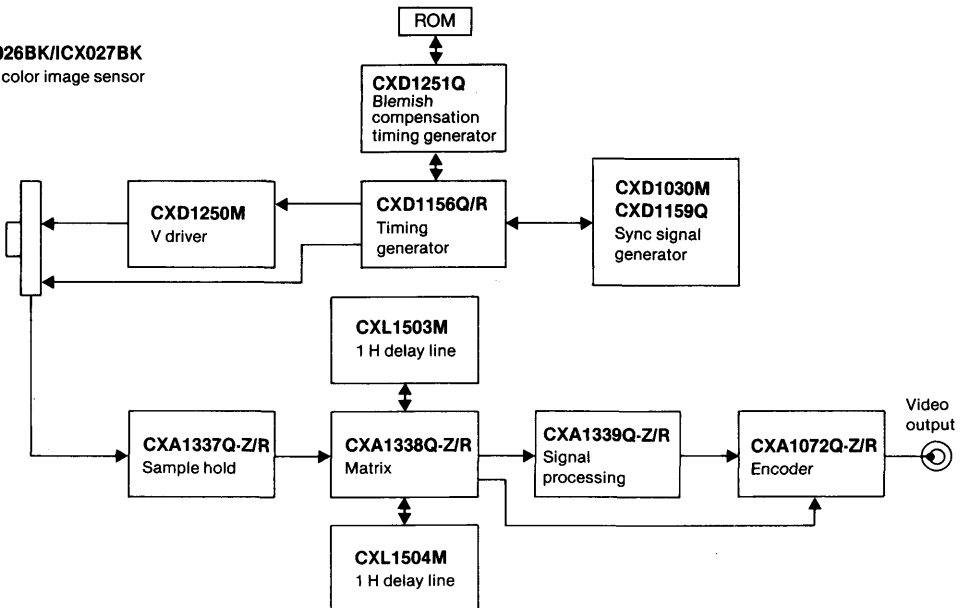 ROM
026BK/ICX027BK
color image sensor
CXD1251Q
Blemish
compensation
timing generator
CXD1250M
V driver
CXD1156Q/R
Timing
generator
CXD1030M
CXD1159Q
Sync signal
generator
CXL1503M
1 H delay line
CXA1337Q-Z/R
Sample hold
CXA1338Q-Z/R
Matrix
CXA1339Q-Z/R
Signal
processing
CXA1072Q-Z/R
Encoder
Video
output
CXL1504M
1 H delay line